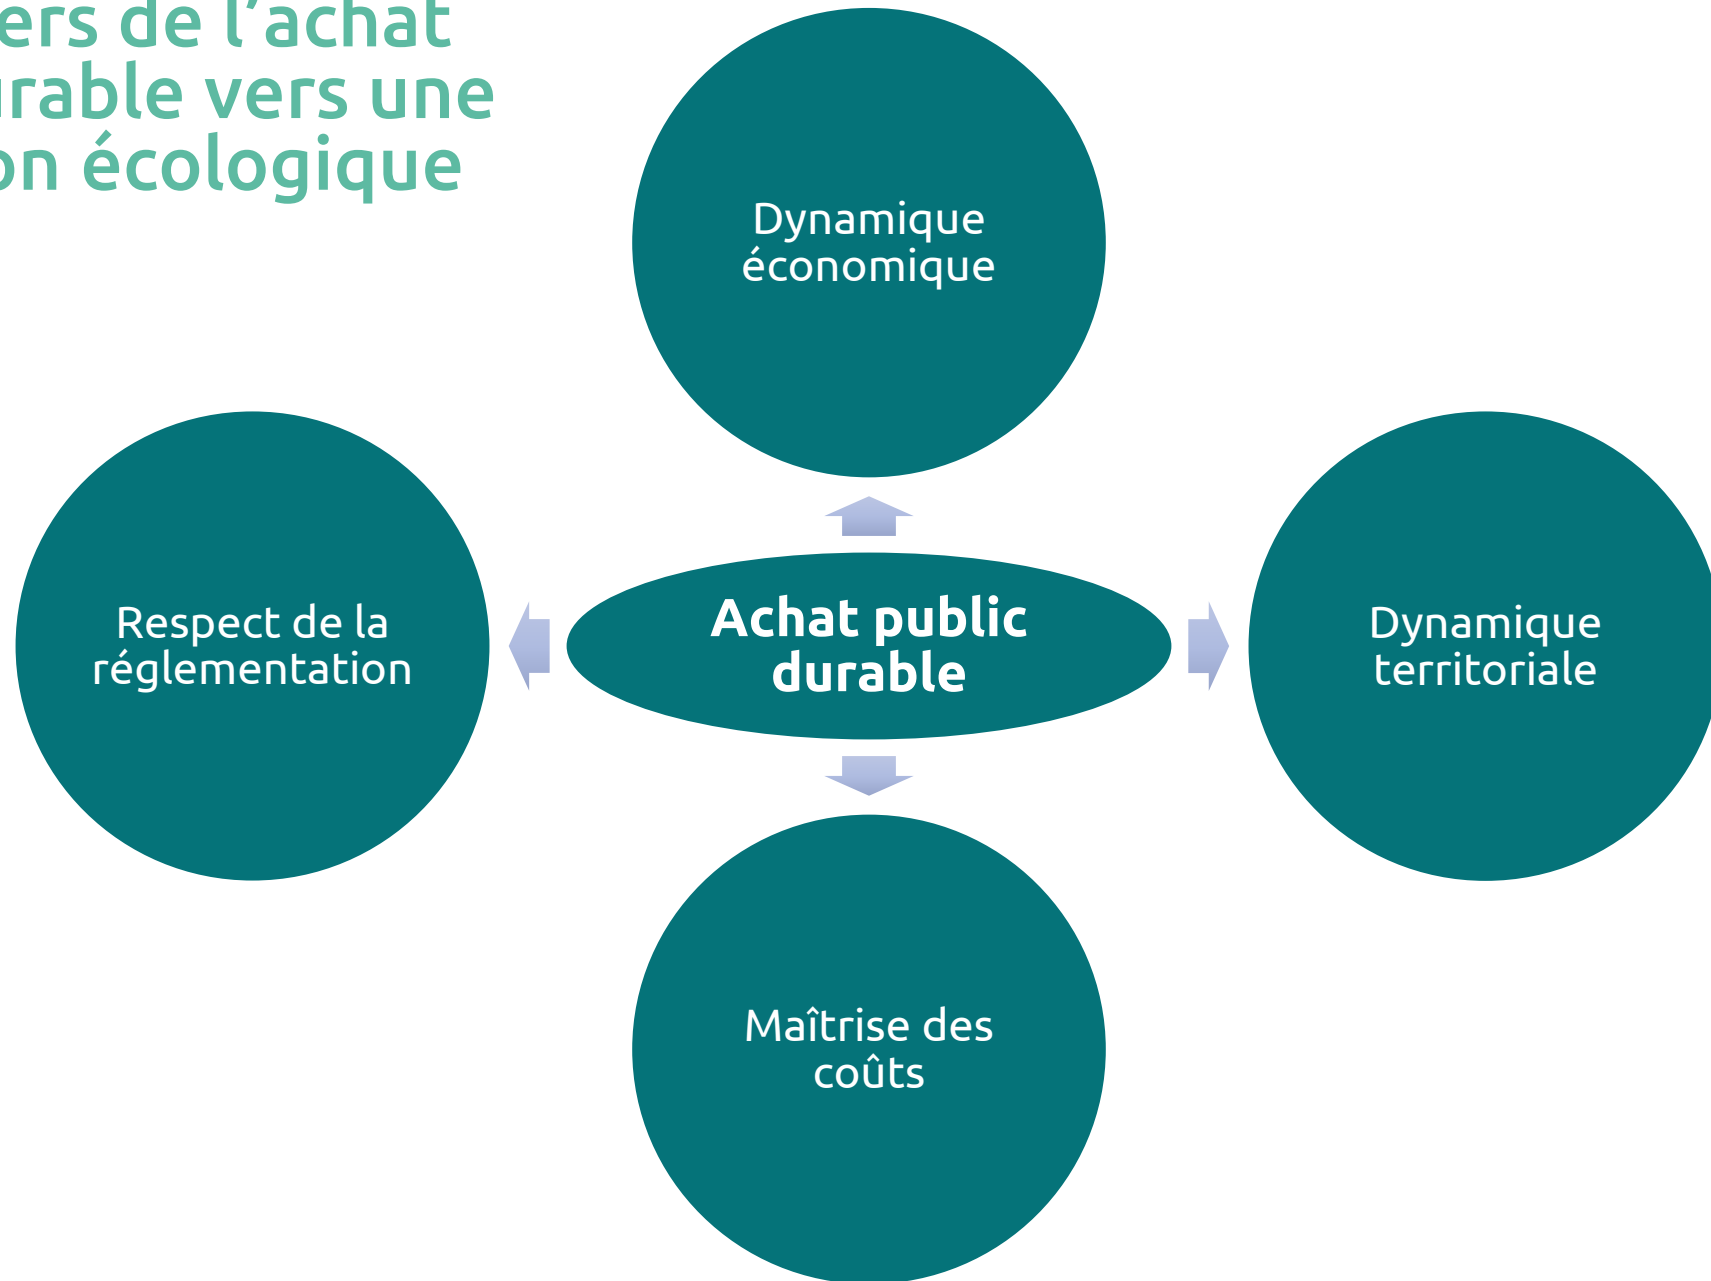 ers de l’achat
urable vers une
on écologique
Dynamique
économique
Respect de la
réglementation
Achat public
durable
Dynamique
territoriale
Maîtrise des
coûts